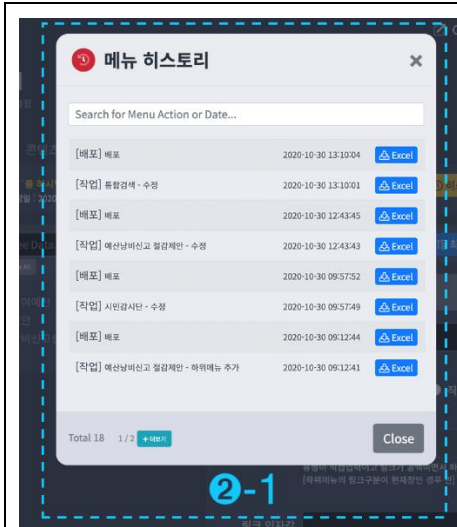 메뉴 히스토리 ×
Search for Menu Action or Date...
[배포] 배포 2020-10-30 13:10:04 Excel
[작업] 통합검색 - 수정 2020-10-30 13:10:01 Excel
[배포] 배포 2020-10-30 12:43:45 Excel
[작업] 예산낭비신고 절감제안 - 수정 2020-10-30 12:43:43 Excel
[배포] 배포 2020-10-30 09:57:52 Excel
[작업] 시민감사단 - 수정 2020-10-30 09:57:49 Excel
[배포] 배포 2020-10-30 09:12:44 Excel
[작업] 예산낭비신고 절감제안 - 하위메뉴 추가 2020-10-30 09:12:41 Excel
Total 18 1 / 2 +더보기 Close
❷-1
링크 인자값